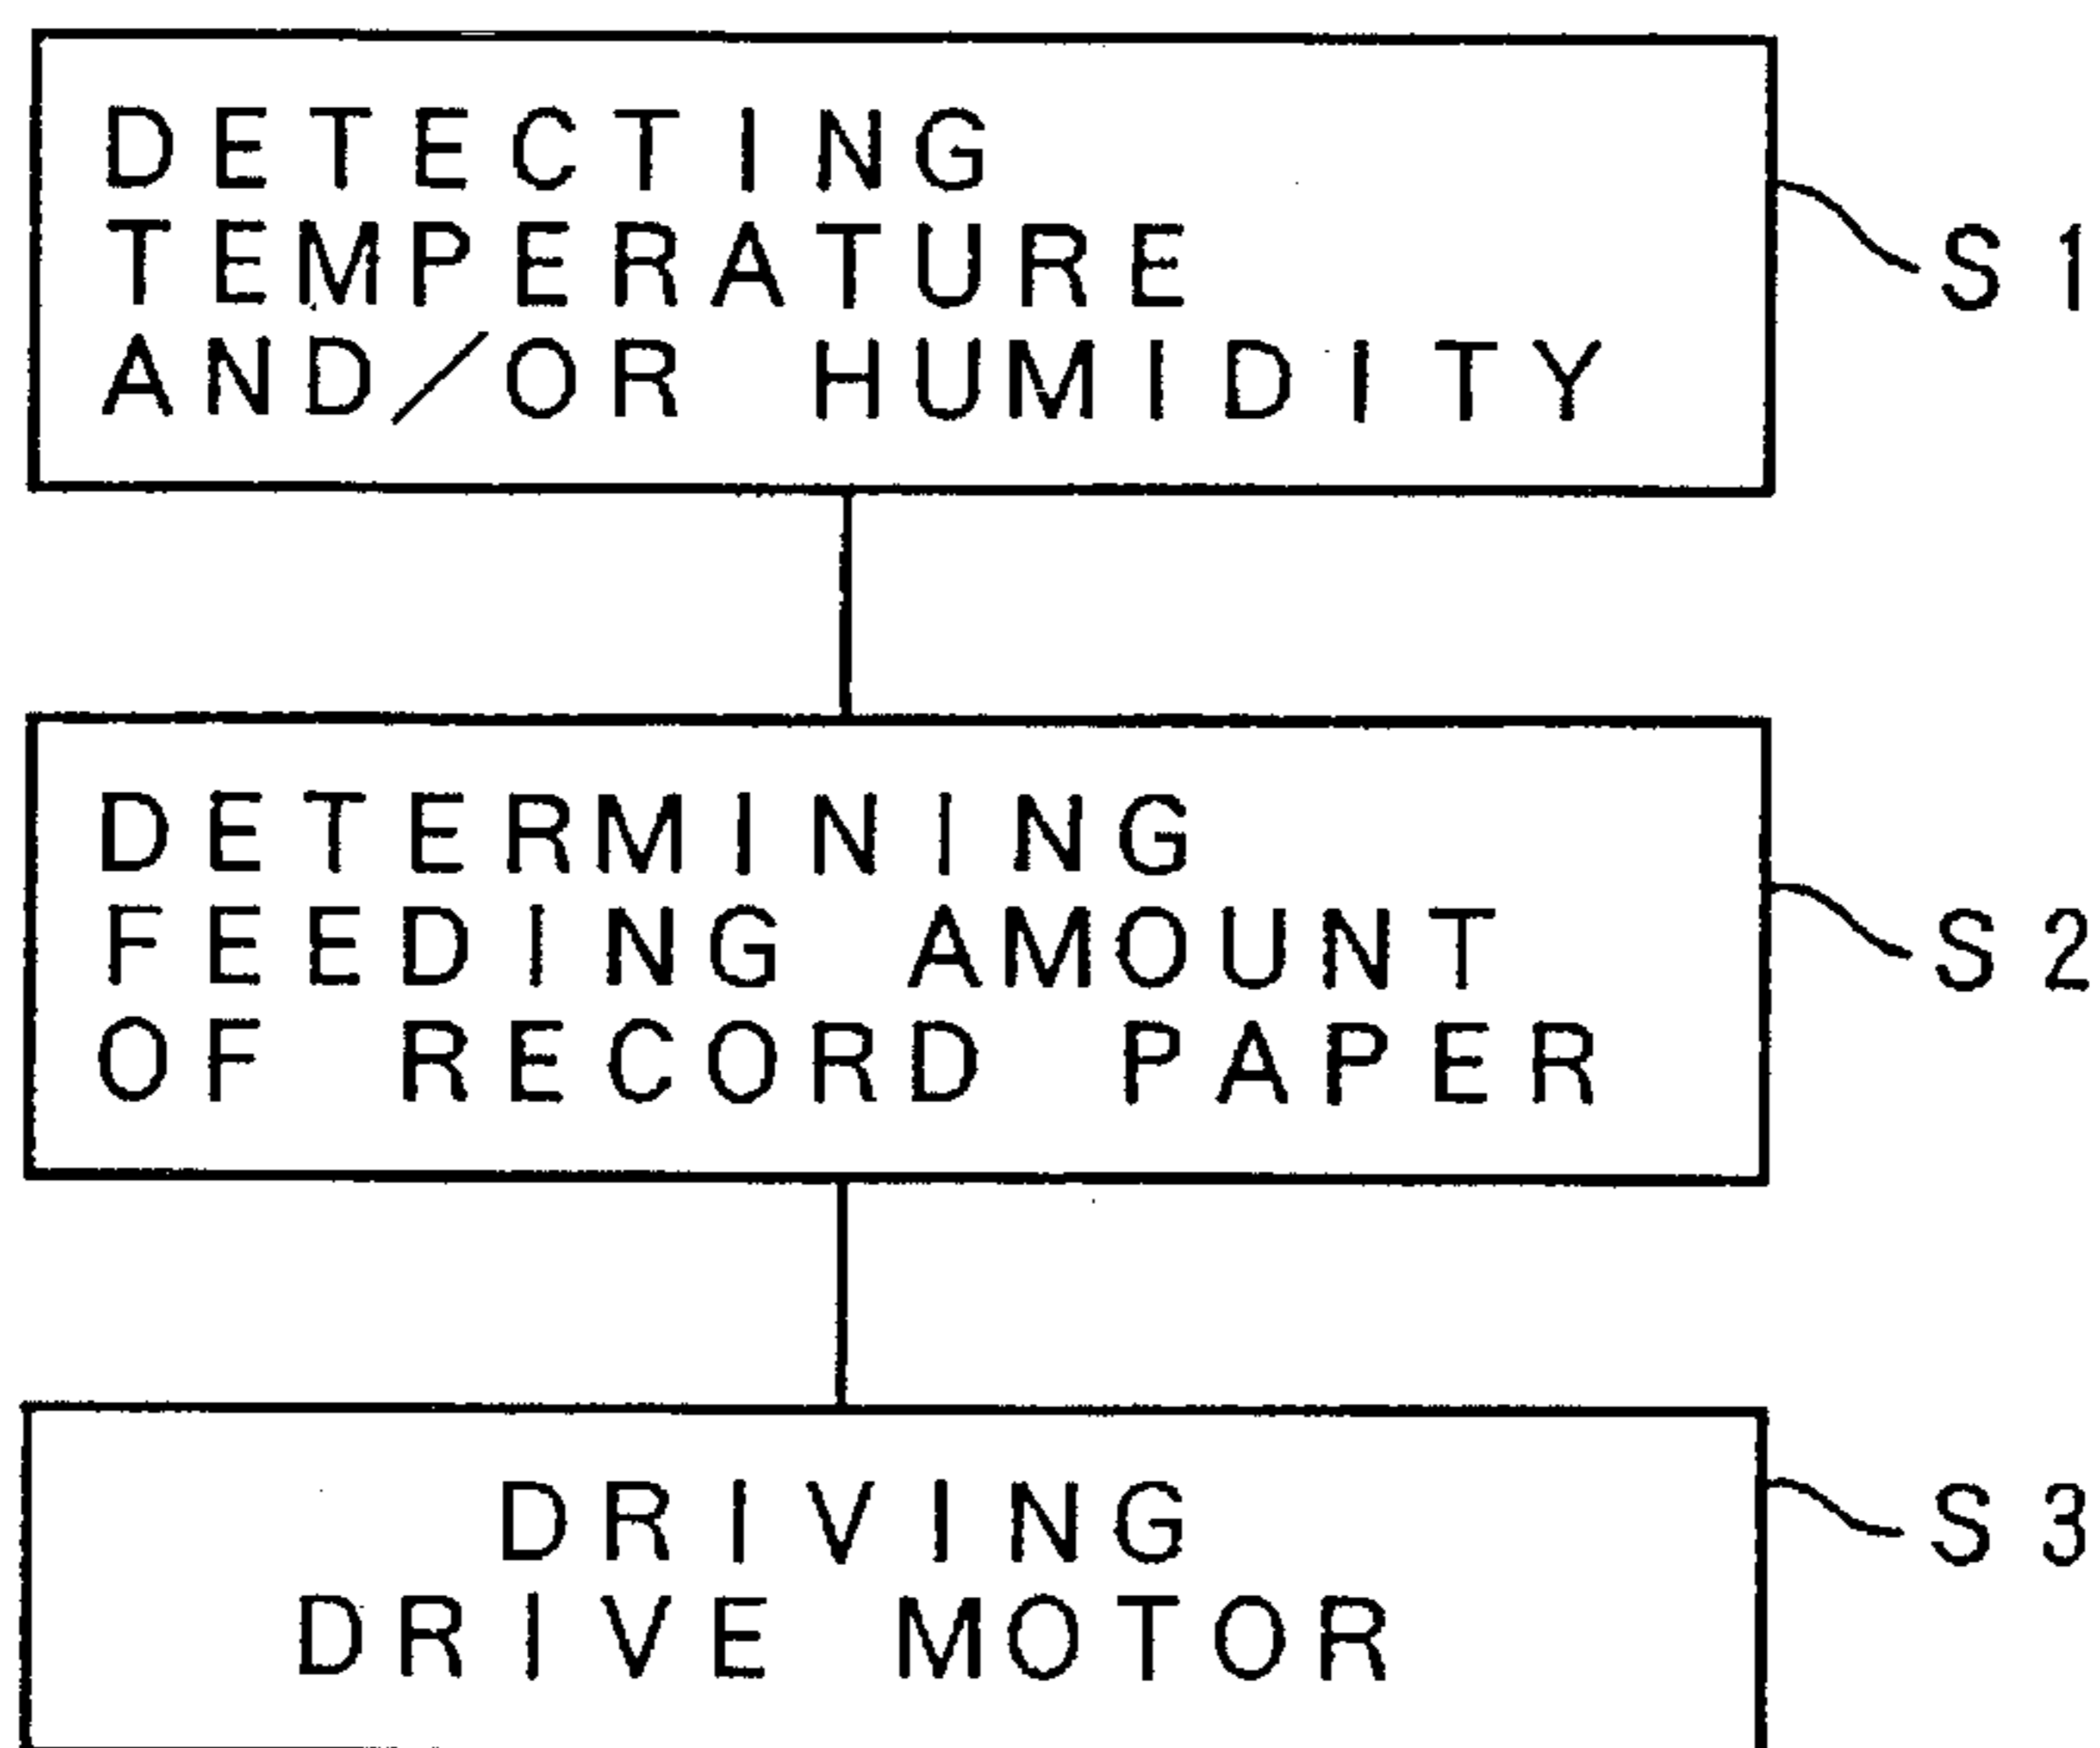 DETECTING
TEMPERATURE
AND/OR HUMIDITY
S1
DETERMINING
FEEDING AMOUNT
OF RECORD PAPER
S2
DRIVING
DRIVE MOTOR
S3